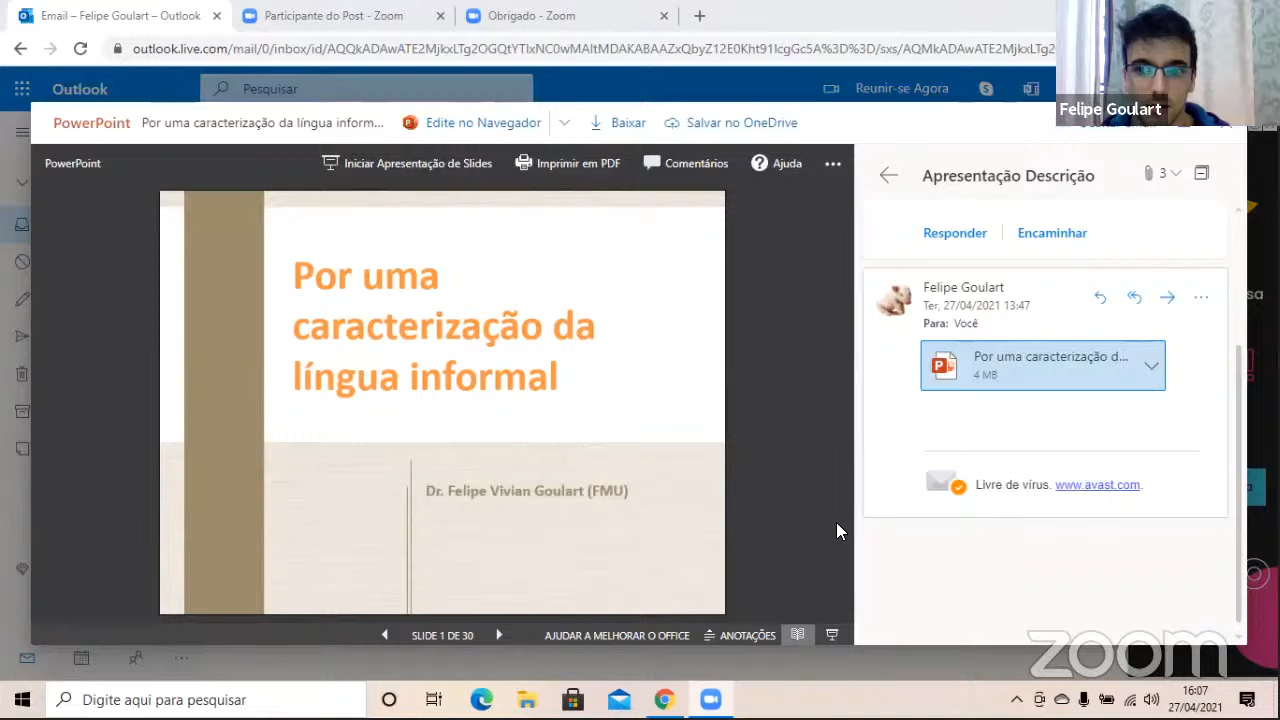 Email – Felipe Goulart – Outlook
Participante do Post - Zoom
Obrigado - Zoom
outlook.live.com/mail/0/inbox/id/
Felipe Goulart
Outlook
Pesquisar
Reunir-se Agora
PowerPoint
Por uma caracterização da língua inform...
Edite no Navegador
Baixar
Salvar no OneDrive
PowerPoint
Iniciar Apresentação de Slides
Imprimir em PDF
Comentários
Ajuda
Apresentação Descrição
3
Responder
Encaminhar
Por uma
caracterização da
língua informal
Dr. Felipe Vivian Goulart (FMU)
Felipe Goulart
Ter, 27/04/2021 13:47
Para: Você
Por uma caracterização d...
4 MB
Livre de vírus. www.avast.com.
SLIDE 1 DE 30
AJUDAR A MELHORAR O OFFICE
ANOTAÇÕES
zoom
Digite aqui para pesquisar
16:07
27/04/2021